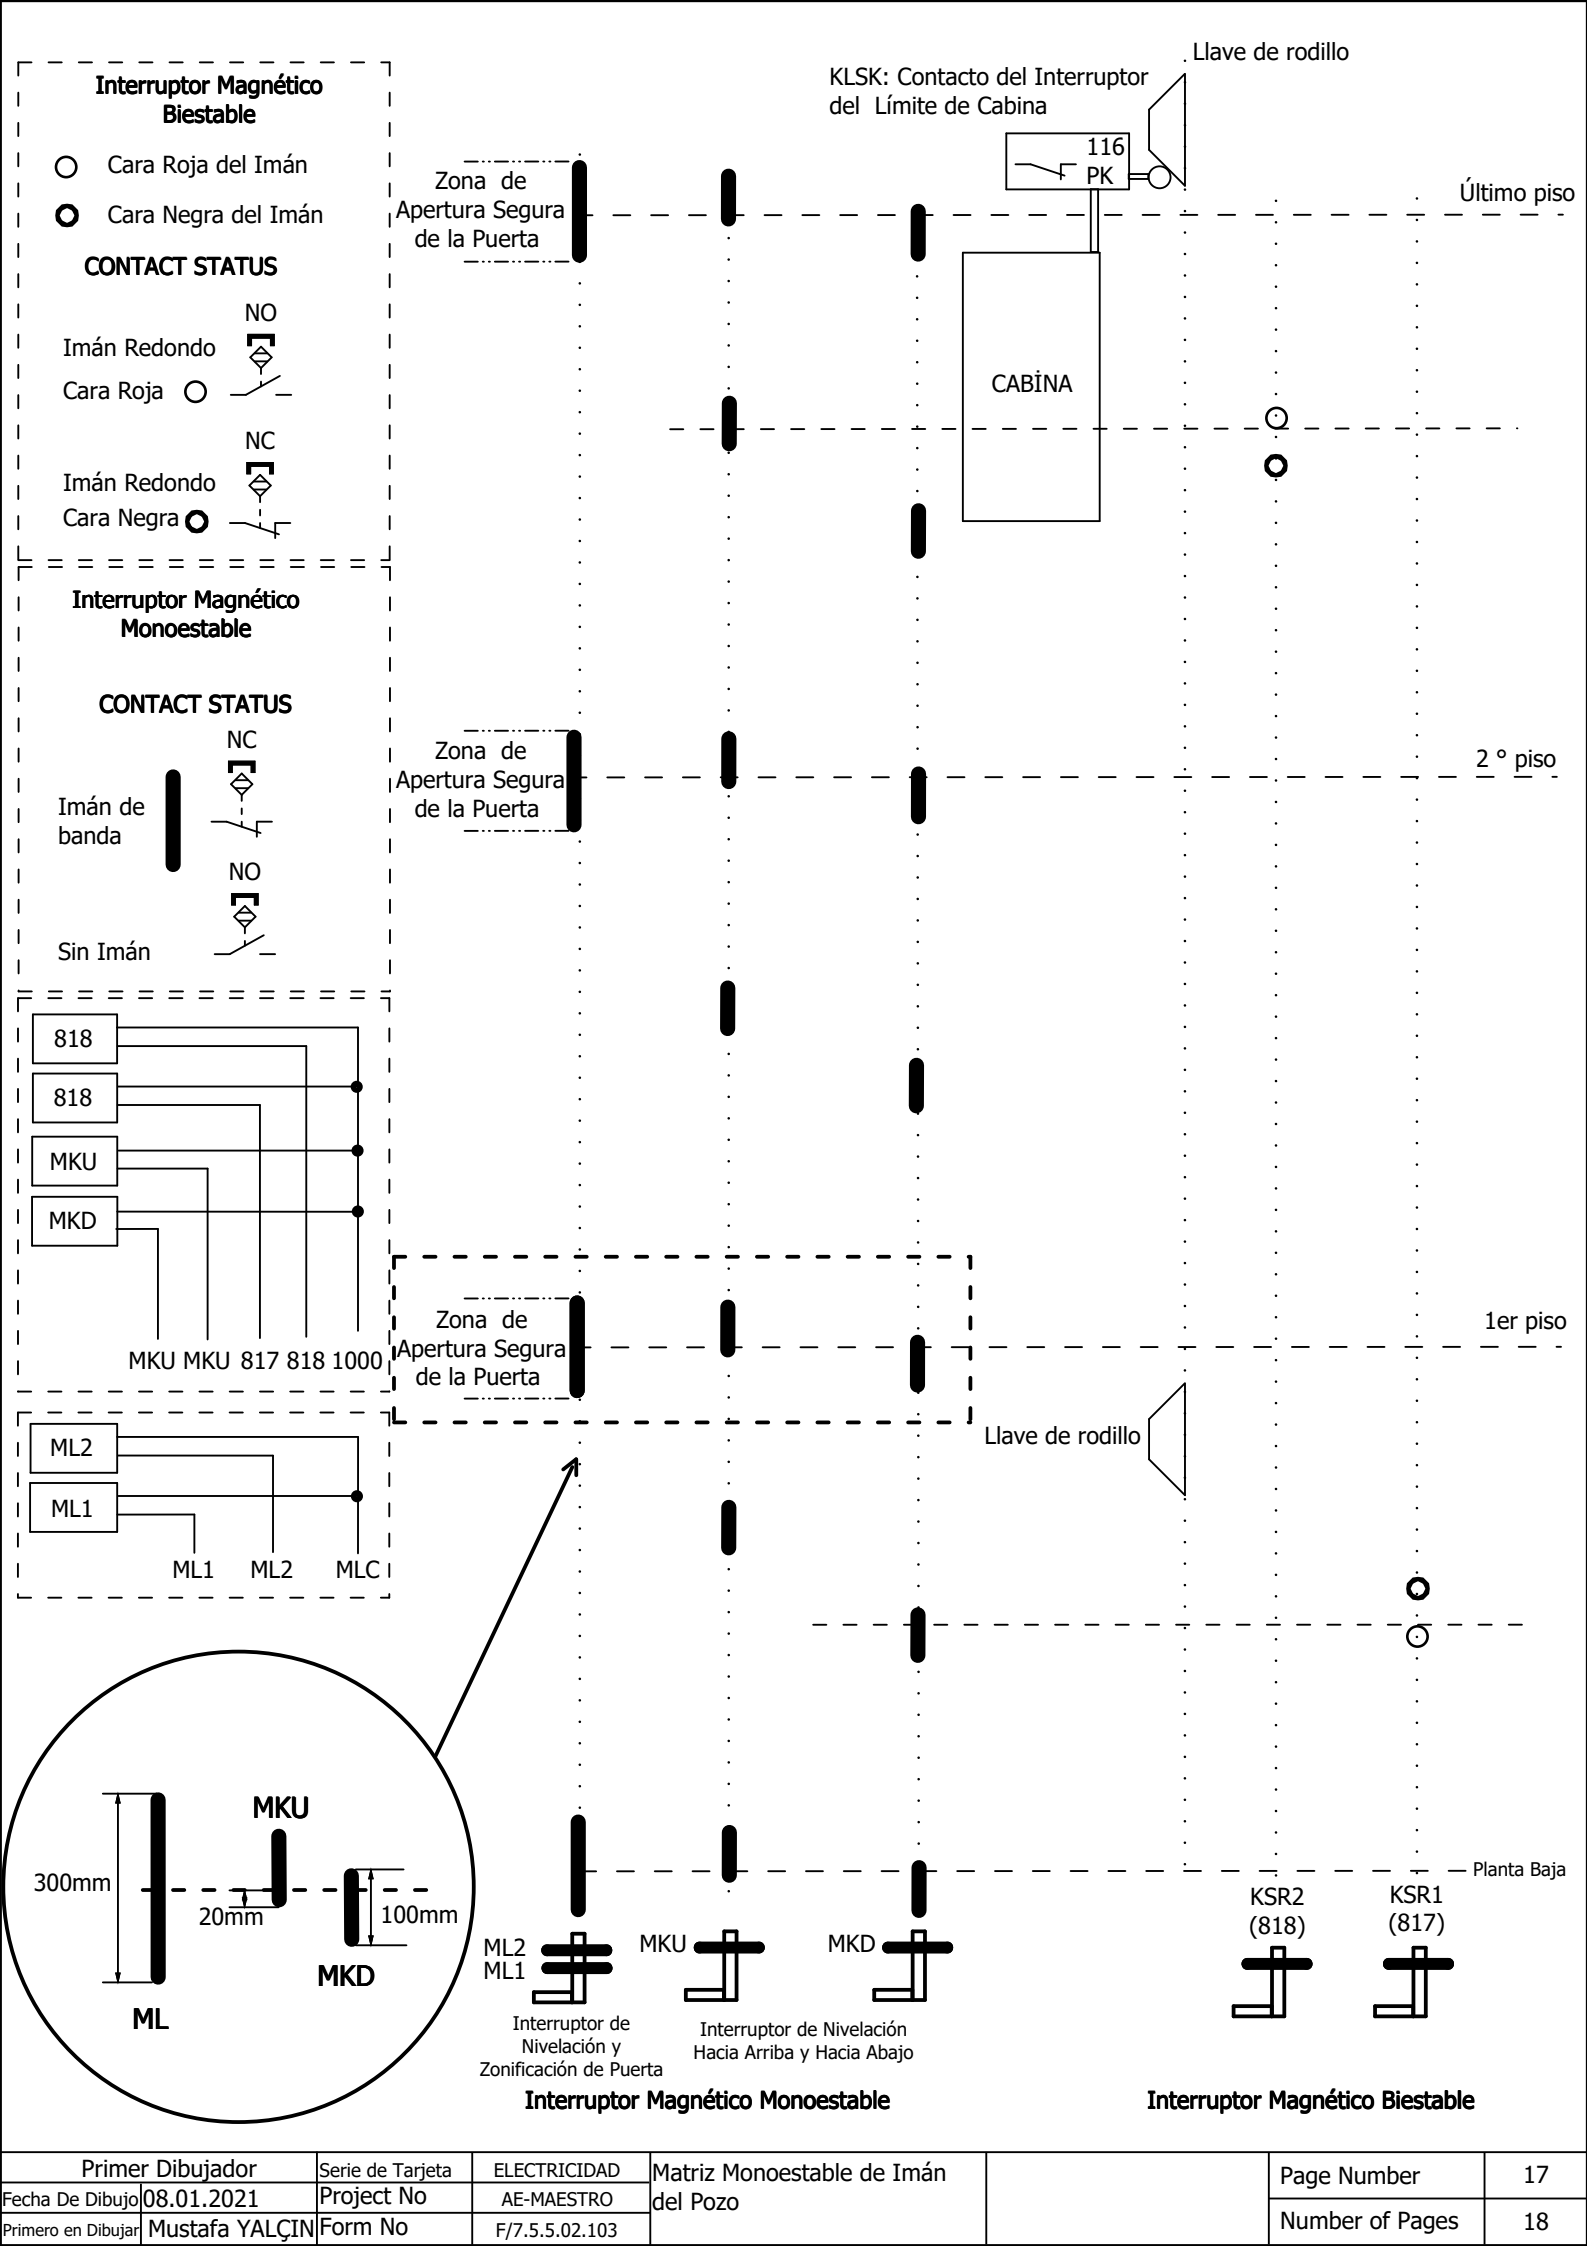 Interruptor Magnético
Biestable
Cara Roja del Imán
Cara Negra del Imán
CONTACT STATUS
NO
Imán Redondo
Cara Roja
NC
Imán Redondo
Cara Negra
Interruptor Magnético
Monoestable
CONTACT STATUS
NC
Imán de
banda
NO
Sin Imán
818
818
MKU
MKD
MKU MKU 817 818 1000
ML2
ML1
ML1 ML2 MLC
Llave de rodillo
KLSK: Contacto del Interruptor
del Límite de Cabina
116
PK
Último piso
Zona de
Apertura Segura
de la Puerta
CABİNA
2 ° piso
Zona de
Apertura Segura
de la Puerta
1er piso
Zona de
Apertura Segura
de la Puerta
Llave de rodillo
Planta Baja
MKU
300mm
20mm
100mm
MKD
ML
ML2
ML1
MKU
MKD
KSR2
(818)
KSR1
(817)
Interruptor de
Nivelación y
Zonificación de Puerta
Interruptor de Nivelación
Hacia Arriba y Hacia Abajo
Interruptor Magnético Monoestable
Interruptor Magnético Biestable
Primer Dibujador
Serie de Tarjeta
ELECTRICIDAD
Matriz Monoestable de Imán
del Pozo
Page Number
17
Fecha De Dibujo
08.01.2021
Project No
AE-MAESTRO
Primero en Dibujar
Mustafa YALÇIN
Form No
F/7.5.5.02.103
Number of Pages
18